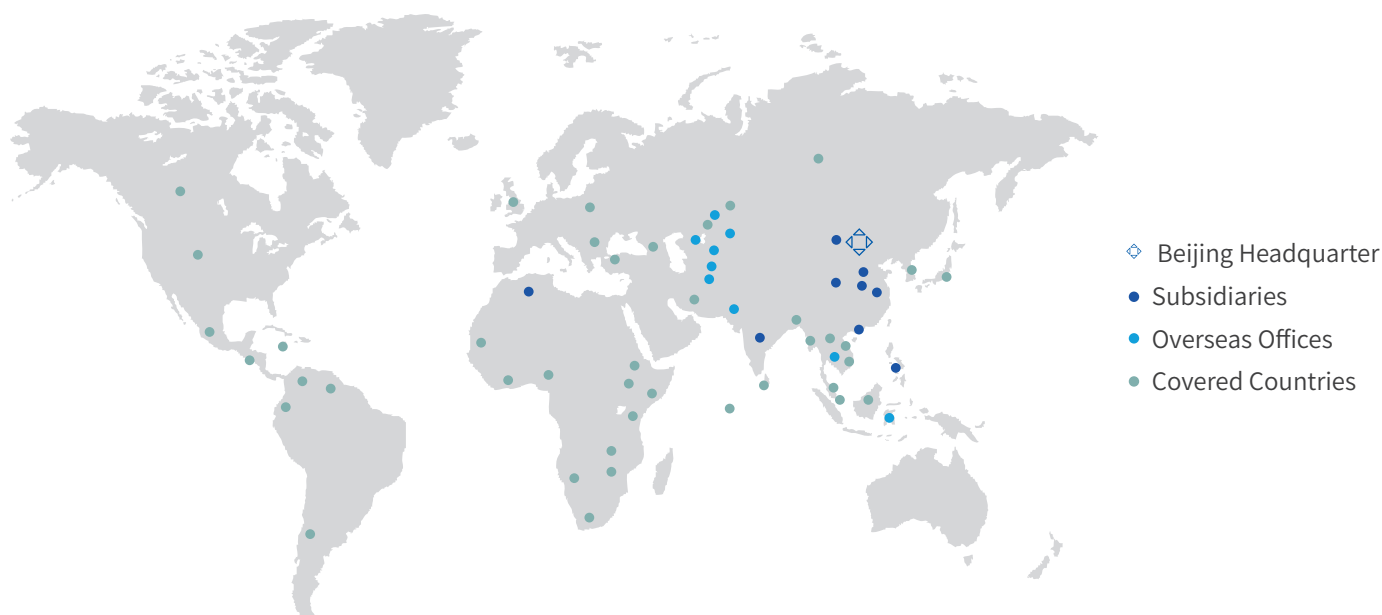 Beijing Headquarter
Subsidiaries
Overseas Offices
Covered Countries